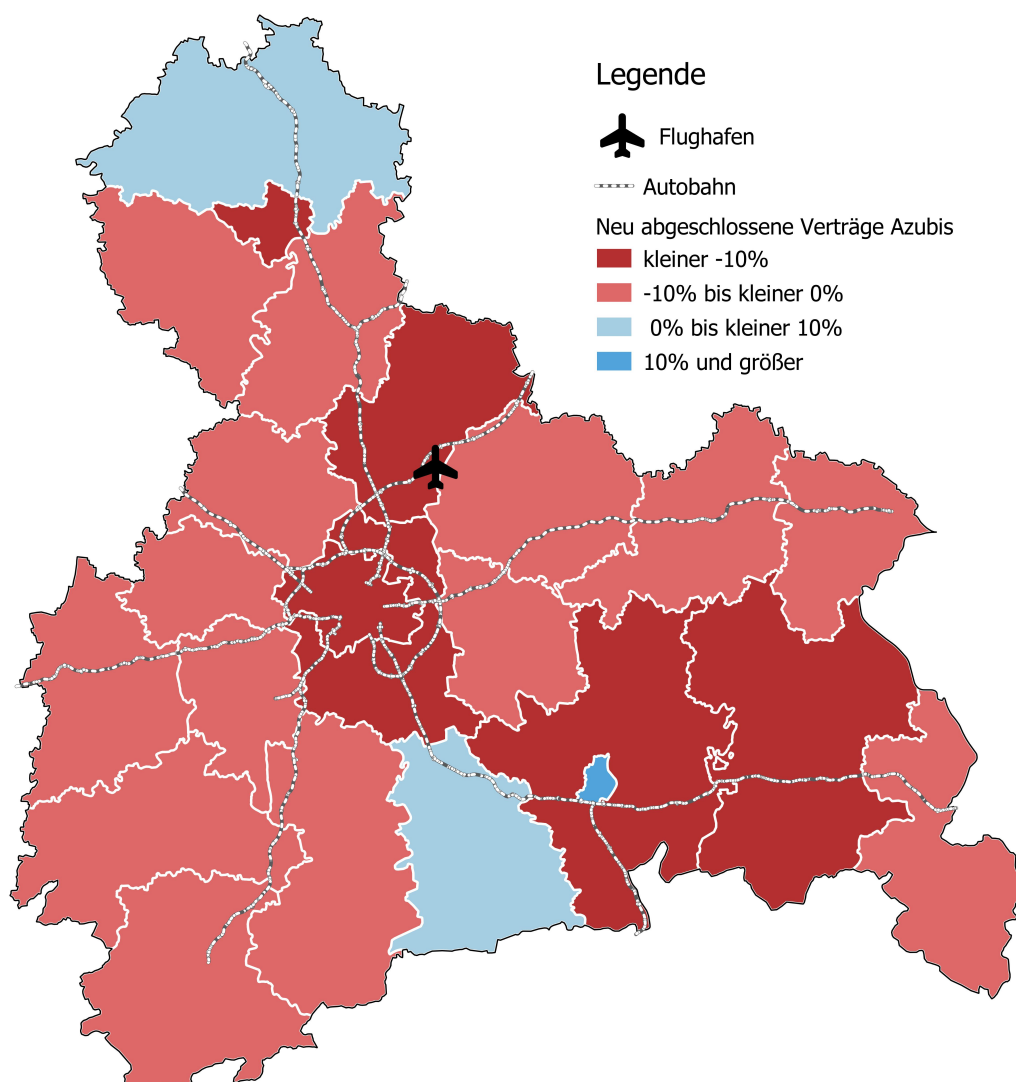 Legende
Flughafen
Autobahn
Neu abgeschlossene Verträge Azubis
kleiner -10%
-10% bis kleiner 0%
0% bis kleiner 10%
10% und größer